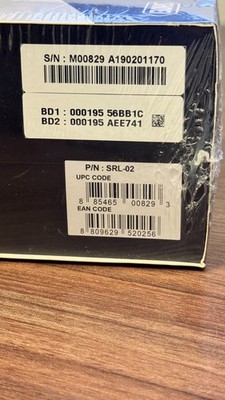 S/N : M00829 A190201170
BD1 : 000195 56BB1C
BD2 : 000195 AEE741
P/N : SRL-02
UPC CODE
8 85465 00829 3
EAN CODE
8 809629 520256